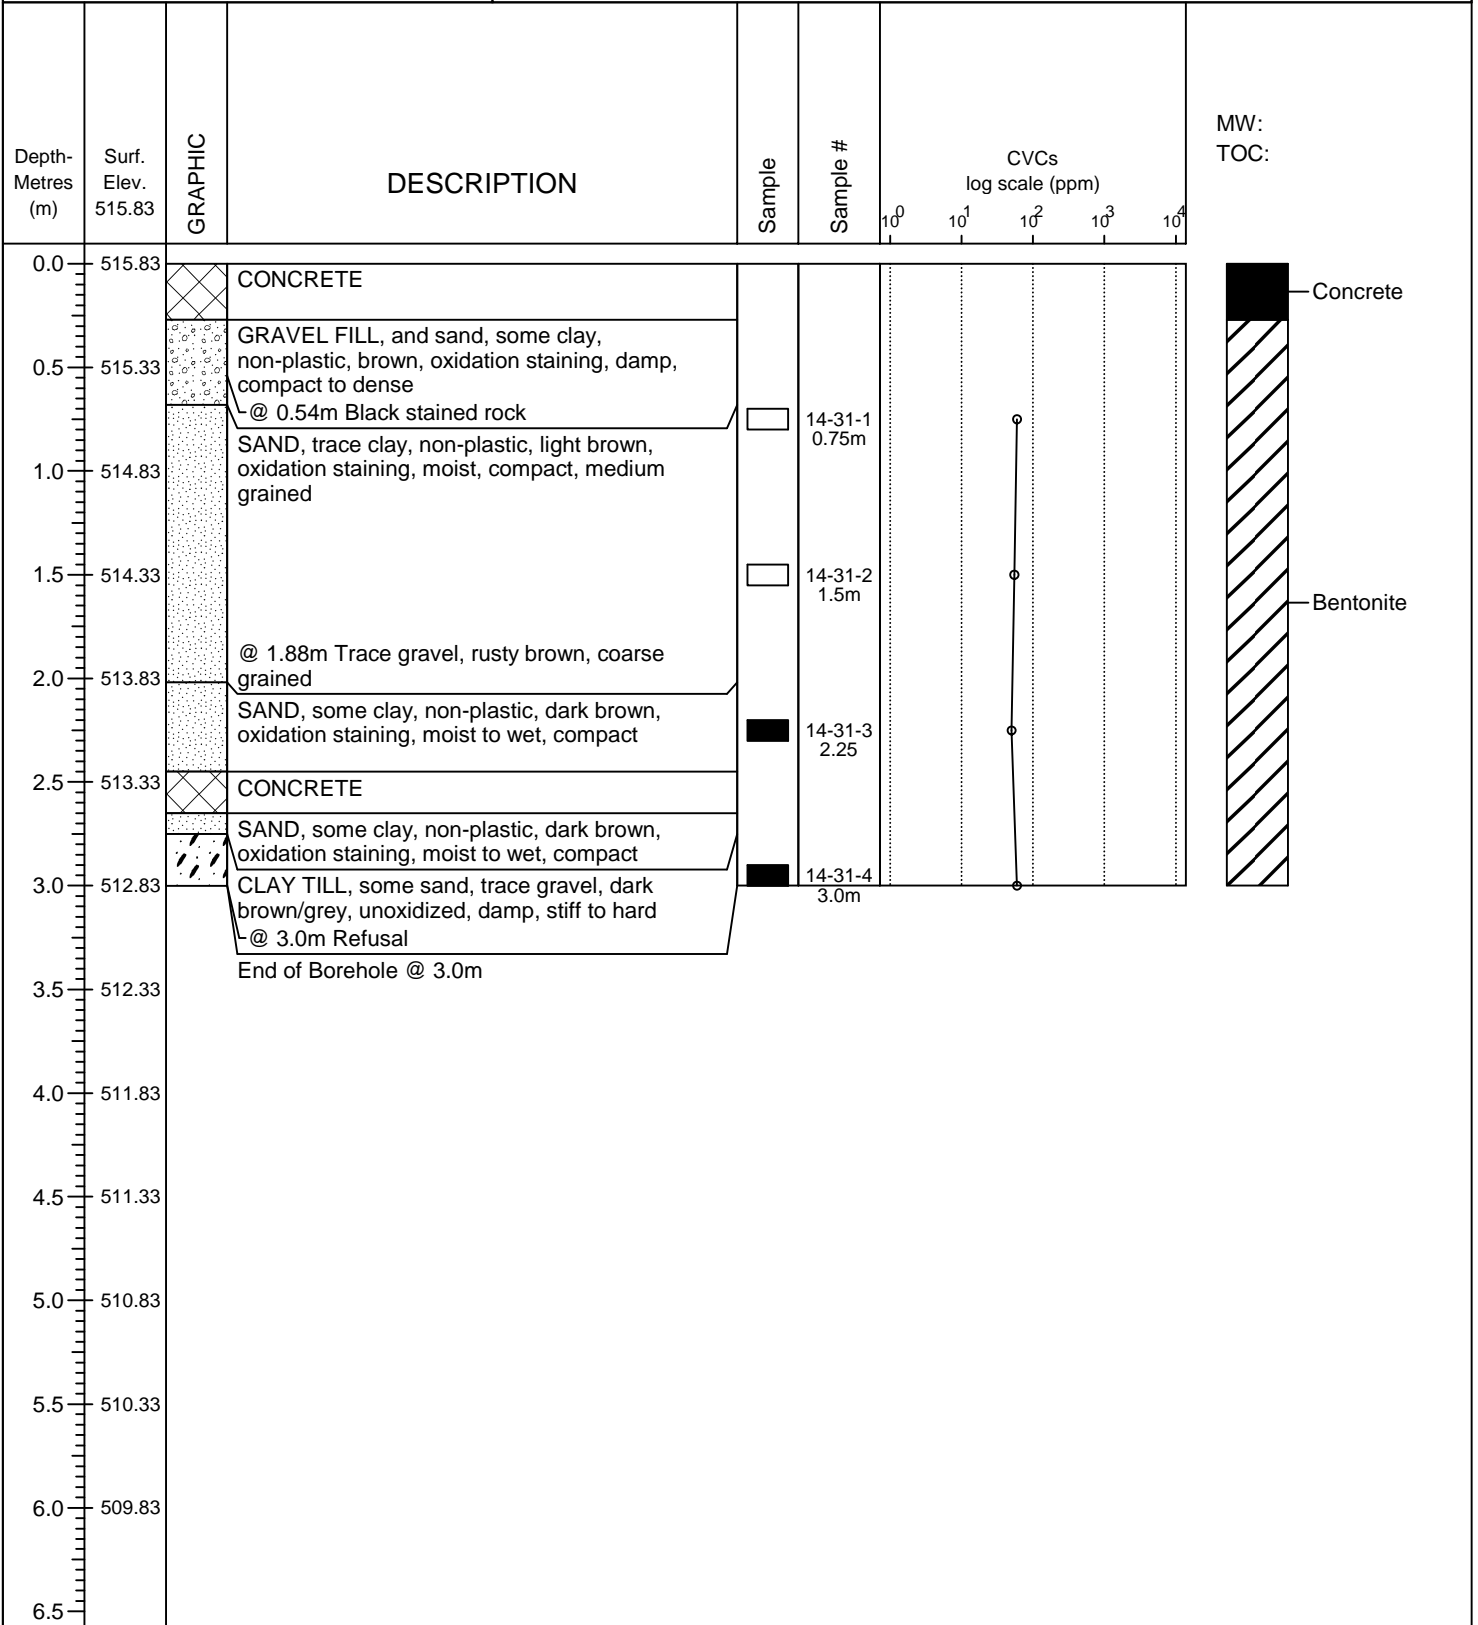 Depth-
Metres
(m)
Surf.
Elev.
515.83
GRAPHIC
DESCRIPTION
Sample
Sample #
CVCs
log scale (ppm)
10^0 10^1 10^2 10^3 10^4
MW:
TOC:
0.0 515.83
CONCRETE
Concrete
GRAVEL FILL, and sand, some clay,
non-plastic, brown, oxidation staining, damp,
compact to dense
0.5 515.33
@ 0.54m Black stained rock
14-31-1
0.75m
SAND, trace clay, non-plastic, light brown,
oxidation staining, moist, compact, medium
grained
1.0 514.83
1.5 514.33
14-31-2
1.5m
Bentonite
@ 1.88m Trace gravel, rusty brown, coarse
grained
2.0 513.83
SAND, some clay, non-plastic, dark brown,
oxidation staining, moist to wet, compact
14-31-3
2.25
2.5 513.33
CONCRETE
SAND, some clay, non-plastic, dark brown,
oxidation staining, moist to wet, compact
14-31-4
3.0m
3.0 512.83
CLAY TILL, some sand, trace gravel, dark
brown/grey, unoxidized, damp, stiff to hard
@ 3.0m Refusal
End of Borehole @ 3.0m
3.5 512.33
4.0 511.83
4.5 511.33
5.0 510.83
5.5 510.33
6.0 509.83
6.5